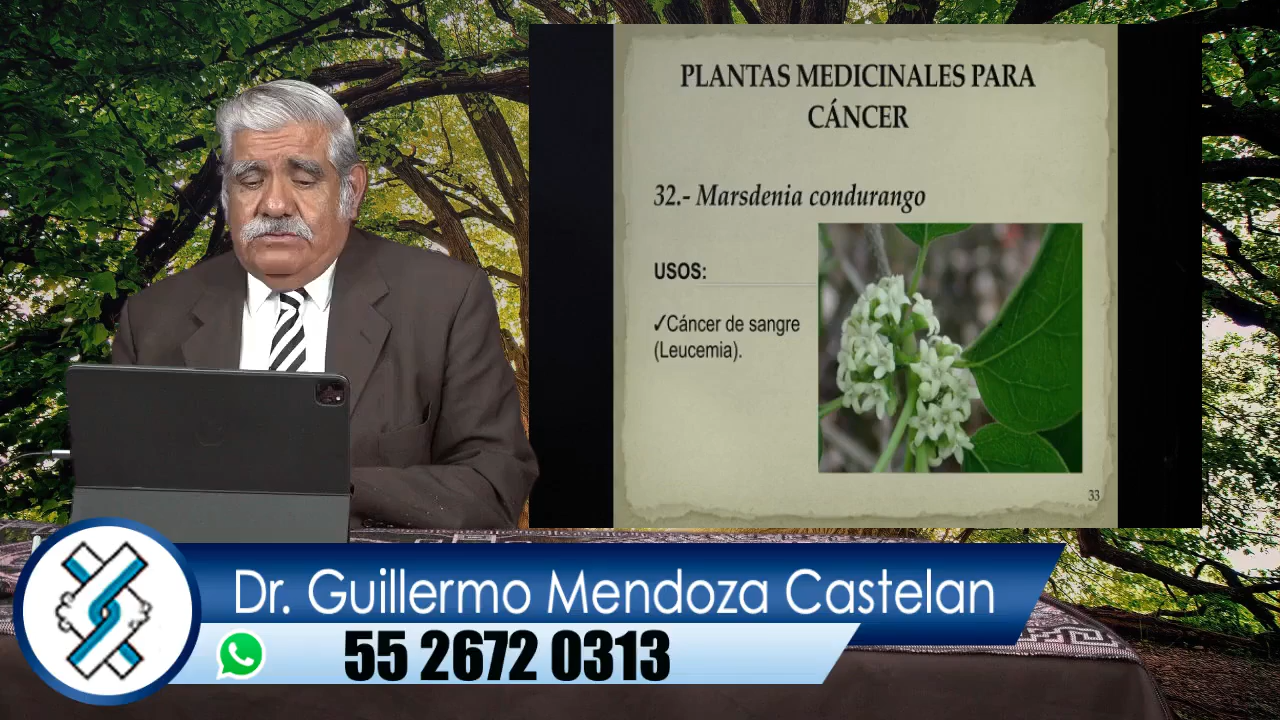 PLANTAS MEDICINALES PARA
CÁNCER
32.- Marsdenia condurango
USOS:
✓Cáncer de sangre
(Leucemia).
33
Dr. Guillermo Mendoza Castelan
55 2672 0313